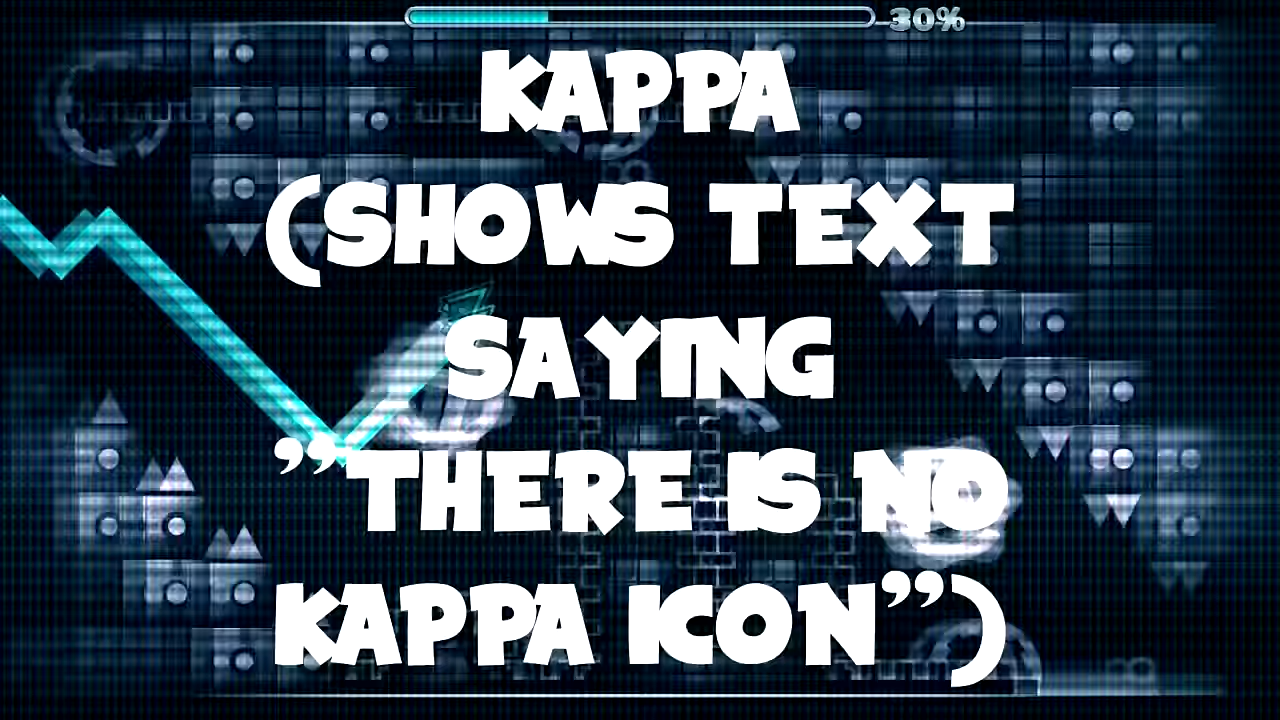 30%
KAPPA
(SHOWS TEXT
SAYING
”THERE IS NO
KAPPA ICON”)